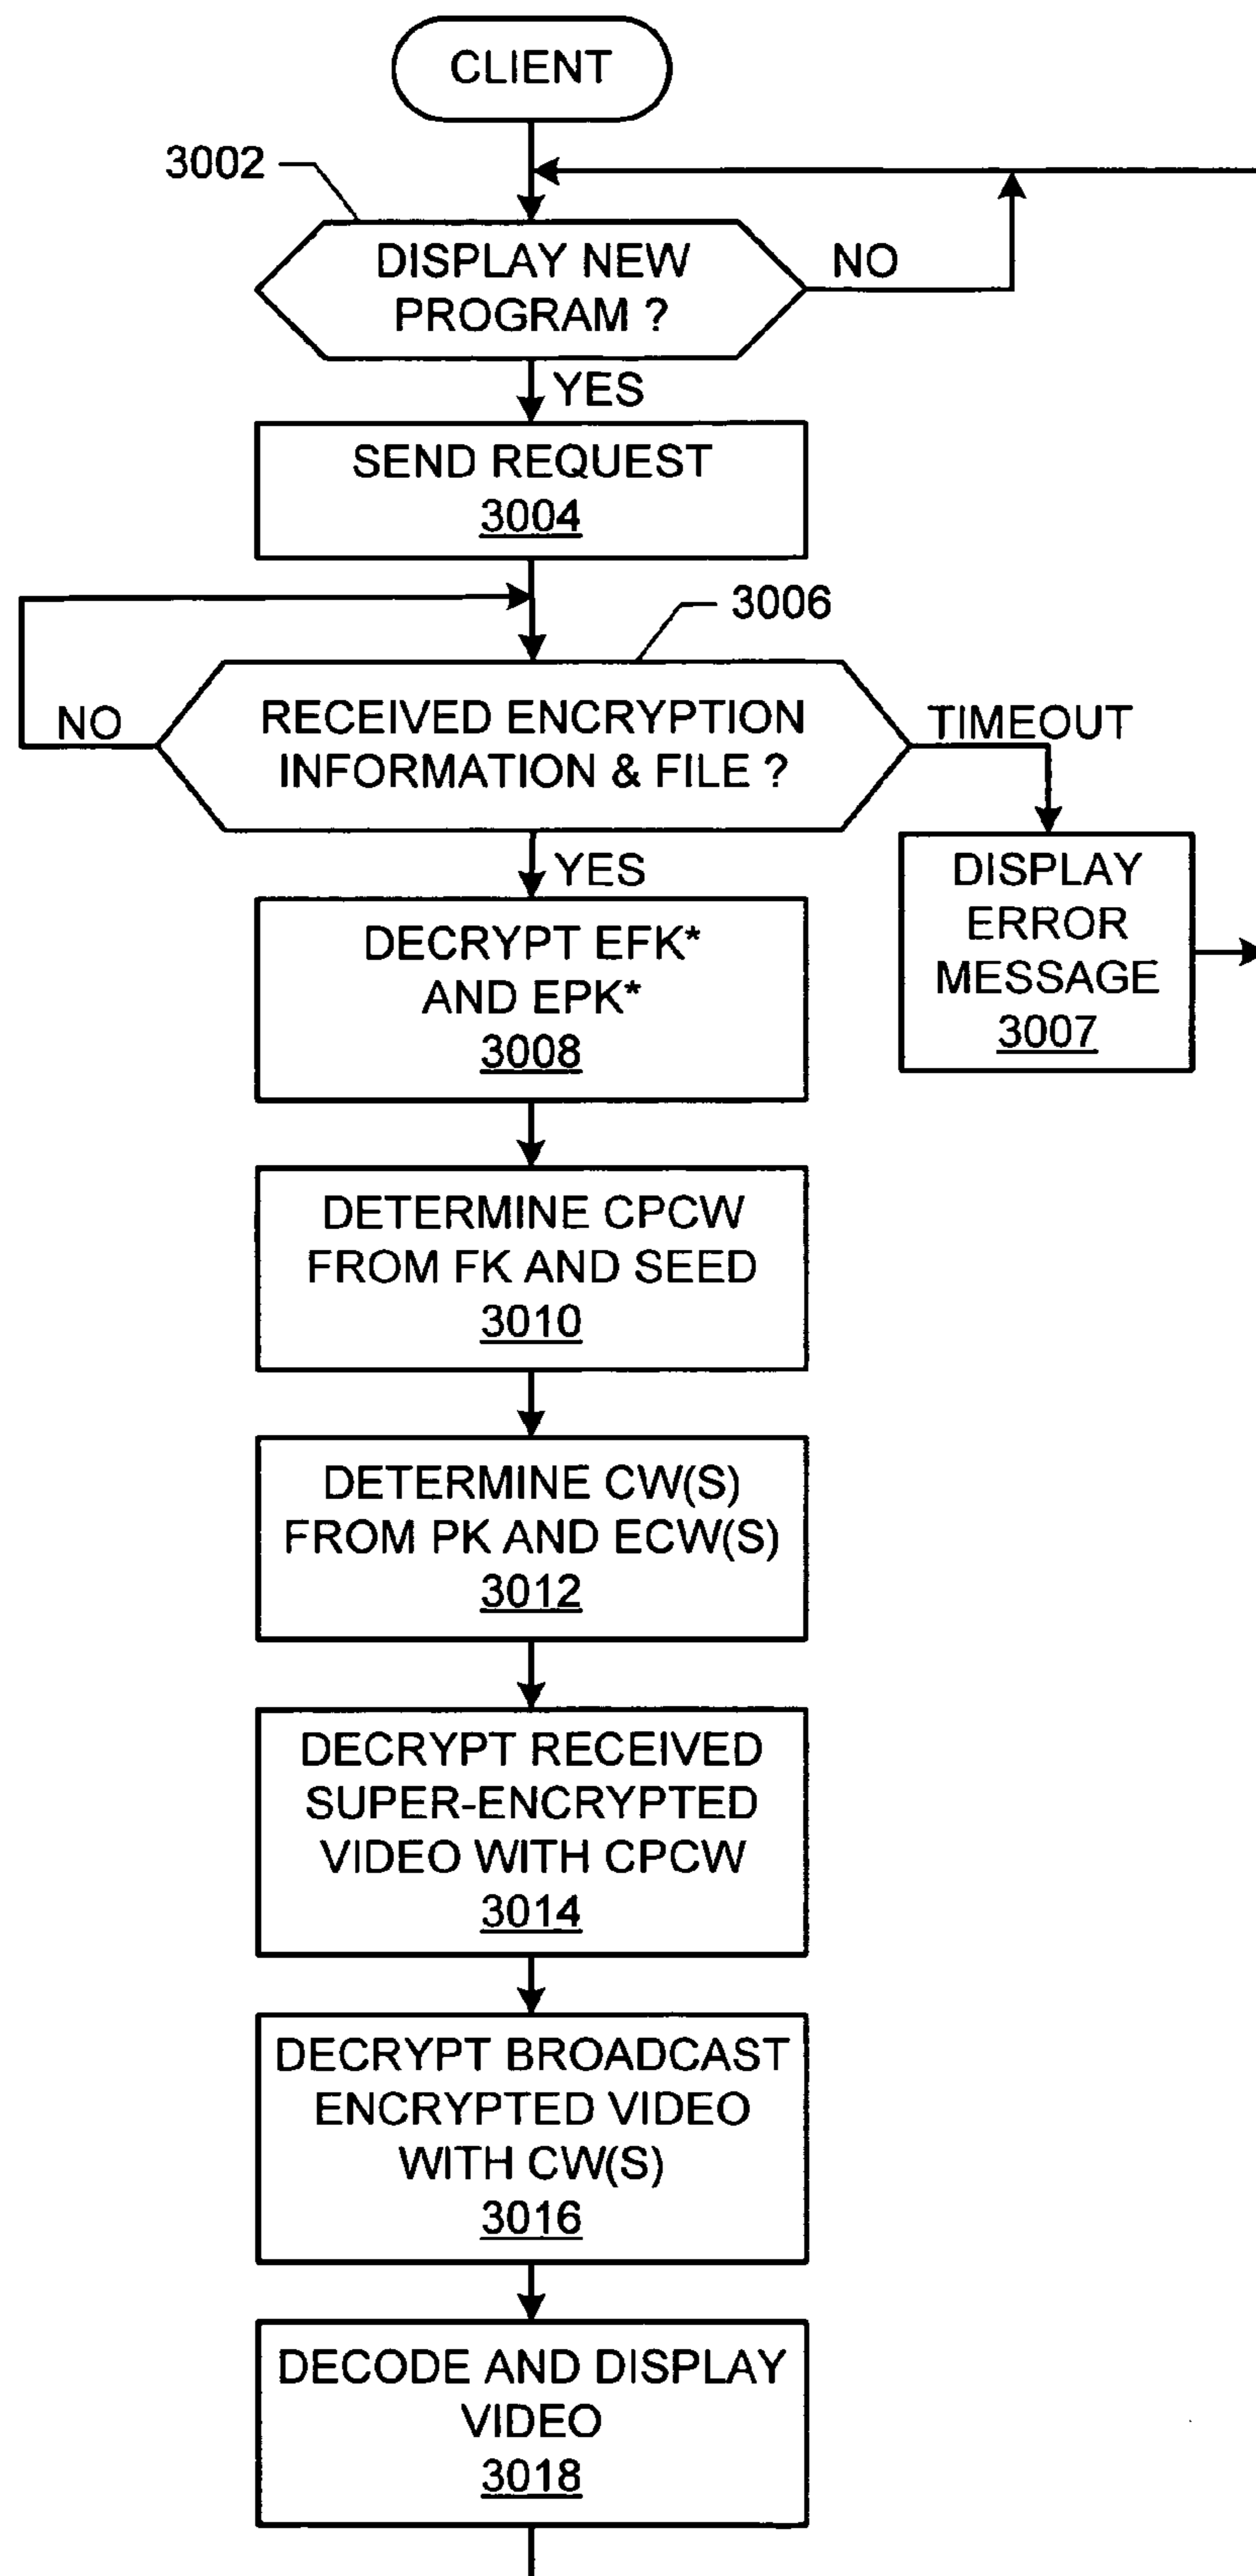 CLIENT
3002
DISPLAY NEW
PROGRAM ?
NO
YES
SEND REQUEST
3004
3006
RECEIVED ENCRYPTION
INFORMATION & FILE ?
NO
TIMEOUT
YES
DISPLAY
ERROR
MESSAGE
3007
DECRYPT EFK*
AND EPK*
3008
DETERMINE CPCW
FROM FK AND SEED
3010
DETERMINE CW(S)
FROM PK AND ECW(S)
3012
DECRYPT RECEIVED
SUPER-ENCRYPTED
VIDEO WITH CPCW
3014
DECRYPT BROADCAST
ENCRYPTED VIDEO
WITH CW(S)
3016
DECODE AND DISPLAY
VIDEO
3018